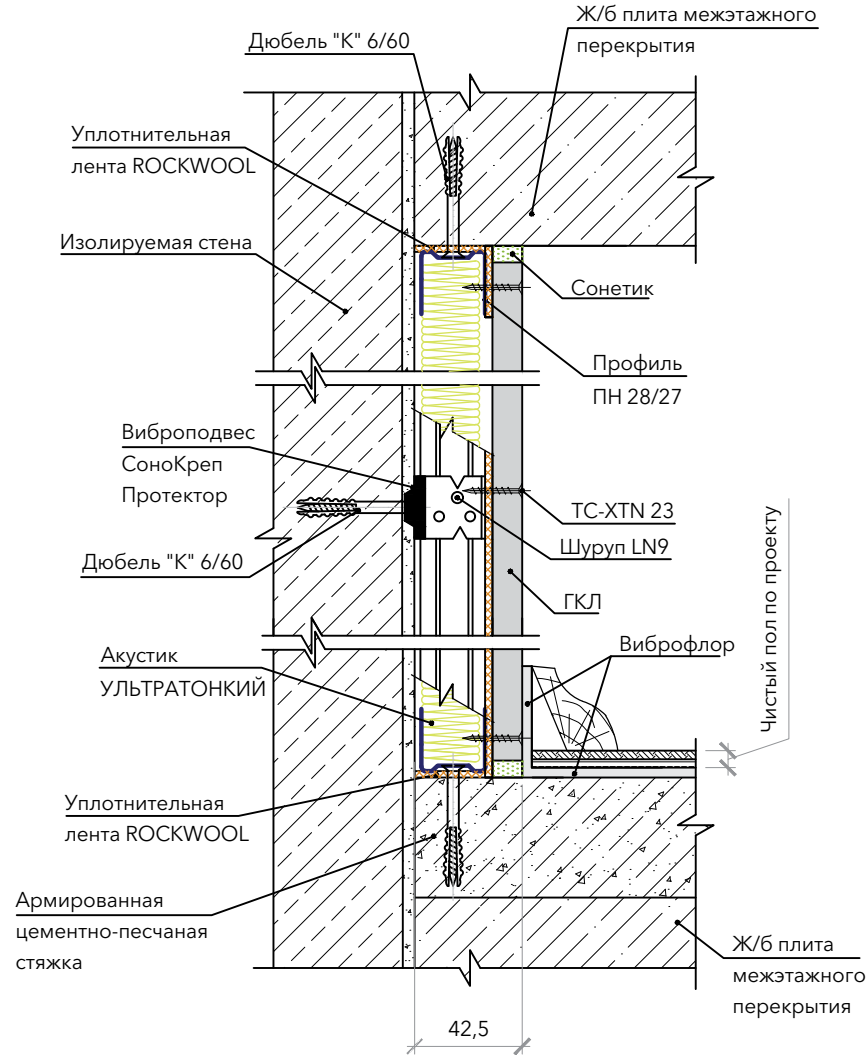 Ж/б плита межэтажного
перекрытия
Дюбель "К" 6/60
Уплотнительная
лента ROCKWOOL
Изолируемая стена
Сонетик
Профиль
ПН 28/27
Виброподвес
СоноКреп
Протектор
ТС-XTN 23
Шуруп LN9
Дюбель "К" 6/60
ГКЛ
Виброфлор
Чистый пол по проекту
Акустик
УЛЬТРАТОНКИЙ
Уплотнительная
лента ROCKWOOL
Армированная
цементно-песчаная
стяжка
Ж/б плита
межэтажного
перекрытия
42,5